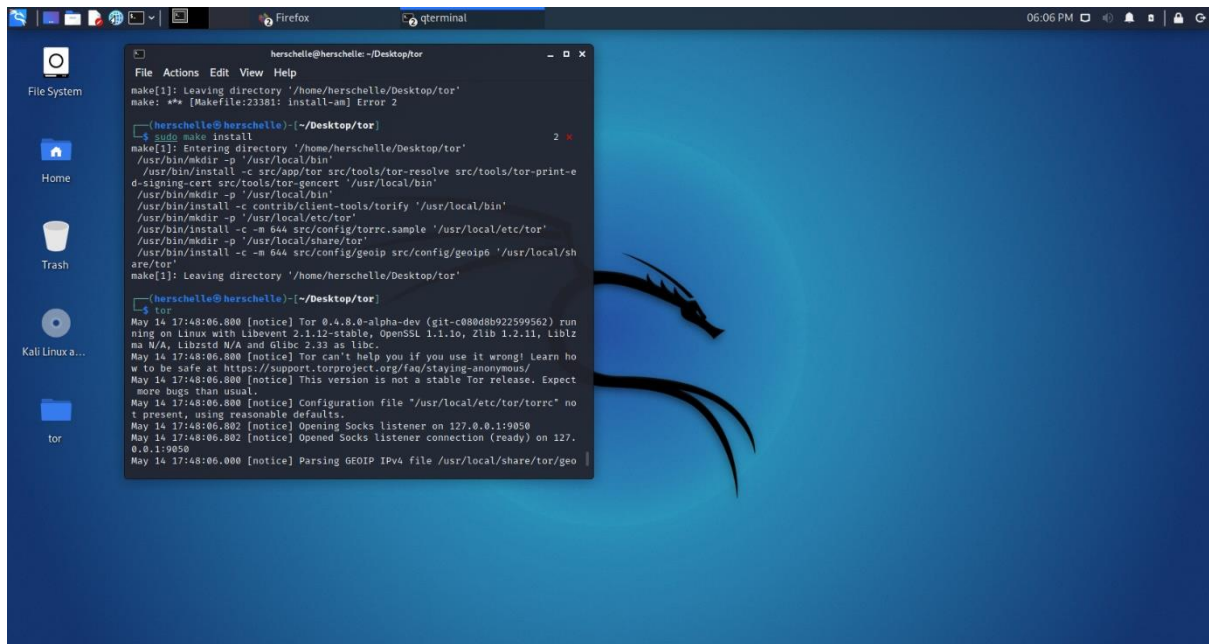 Firefox
qterminal
06:06 PM
File System
Home
Trash
Kali Linux a...
tor
herschelle@herschelle: ~/Desktop/tor
File Actions Edit View Help
make[1]: Leaving directory '/home/herschelle/Desktop/tor'
make: *** [Makefile:23381: install-am] Error 2
(herschelle㉿herschelle)-[~/Desktop/tor]
$ sudo make install 2 ⨯
make[1]: Entering directory '/home/herschelle/Desktop/tor'
/usr/bin/mkdir -p '/usr/local/bin'
/usr/bin/install -c src/app/tor src/tools/tor-resolve src/tools/tor-print-e
d-signing-cert src/tools/tor-gencert '/usr/local/bin'
/usr/bin/mkdir -p '/usr/local/bin'
/usr/bin/install -c contrib/client-tools/torify '/usr/local/bin'
/usr/bin/mkdir -p '/usr/local/etc/tor'
/usr/bin/install -c -m 644 src/config/torrc.sample '/usr/local/etc/tor'
/usr/bin/mkdir -p '/usr/local/share/tor'
/usr/bin/install -c -m 644 src/config/geoip src/config/geoip6 '/usr/local/sh
are/tor'
make[1]: Leaving directory '/home/herschelle/Desktop/tor'
(herschelle㉿herschelle)-[~/Desktop/tor]
$ tor
May 14 17:48:06.800 [notice] Tor 0.4.8.0-alpha-dev (git-c080d8b922599562) run
ning on Linux with Libevent 2.1.12-stable, OpenSSL 1.1.1o, Zlib 1.2.11, Liblz
ma N/A, Libzstd N/A and Glibc 2.33 as libc.
May 14 17:48:06.800 [notice] Tor can't help you if you use it wrong! Learn ho
w to be safe at https://support.torproject.org/faq/staying-anonymous/
May 14 17:48:06.800 [notice] This version is not a stable Tor release. Expect
more bugs than usual.
May 14 17:48:06.800 [notice] Configuration file "/usr/local/etc/tor/torrc" no
t present, using reasonable defaults.
May 14 17:48:06.802 [notice] Opening Socks listener on 127.0.0.1:9050
May 14 17:48:06.802 [notice] Opened Socks listener connection (ready) on 127.
0.0.1:9050
May 14 17:48:06.000 [notice] Parsing GEOIP IPv4 file /usr/local/share/tor/geo